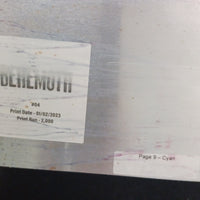 BEHEMOTH
#04
Print Date - 01/02/2023
Print Run - 2,000
Page 9 - Cyan